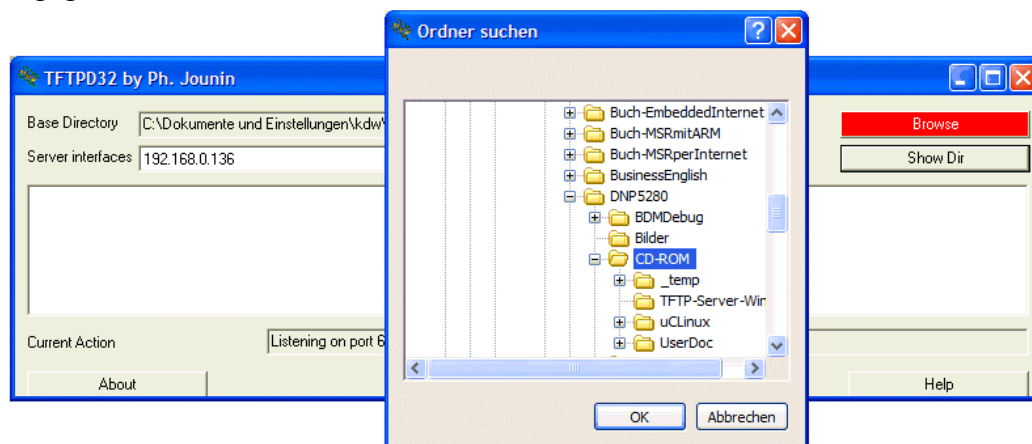 Ordner suchen
TFTPD32 by Ph. Jounin
Base Directory C:\Dokumente und Einstellungen\kdw\
Browse
Server interfaces 192.168.0.136
Show Dir
Buch-EmbeddedInternet
Buch-MSRmitARM
Buch-MSRperInternet
BusinessEnglish
DNP5280
BDMDebug
Bilder
CD-ROM
_temp
TFTP-Server-Win
uCLinux
UserDoc
Current Action Listening on port 6
About
Help
OK Abbrechen